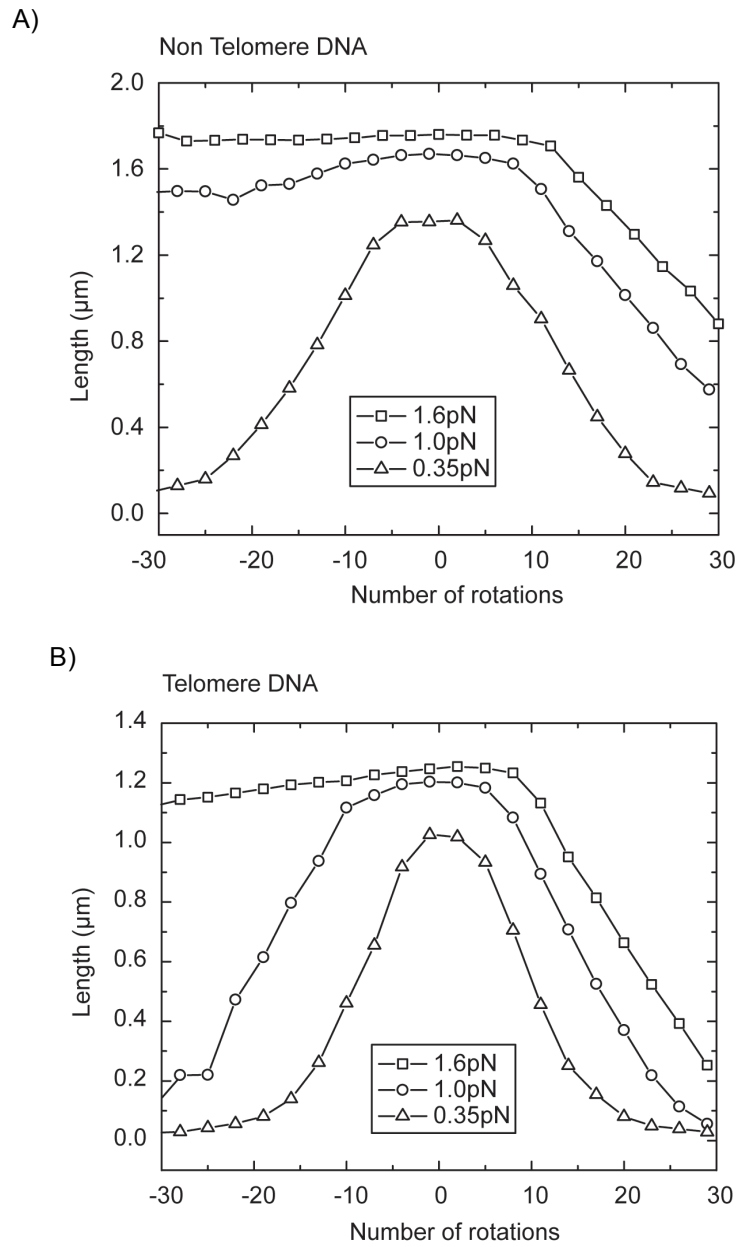 A)
Non Telomere DNA
2.0
1.6
1.2
0.8
0.4
0.0
Length (μm)
1.6pN
1.0pN
0.35pN
-30 -20 -10 0 10 20 30
Number of rotations
B)
Telomere DNA
1.4
1.2
1.0
0.8
0.6
0.4
0.2
0.0
Length (μm)
1.6pN
1.0pN
0.35pN
-30 -20 -10 0 10 20 30
Number of rotations